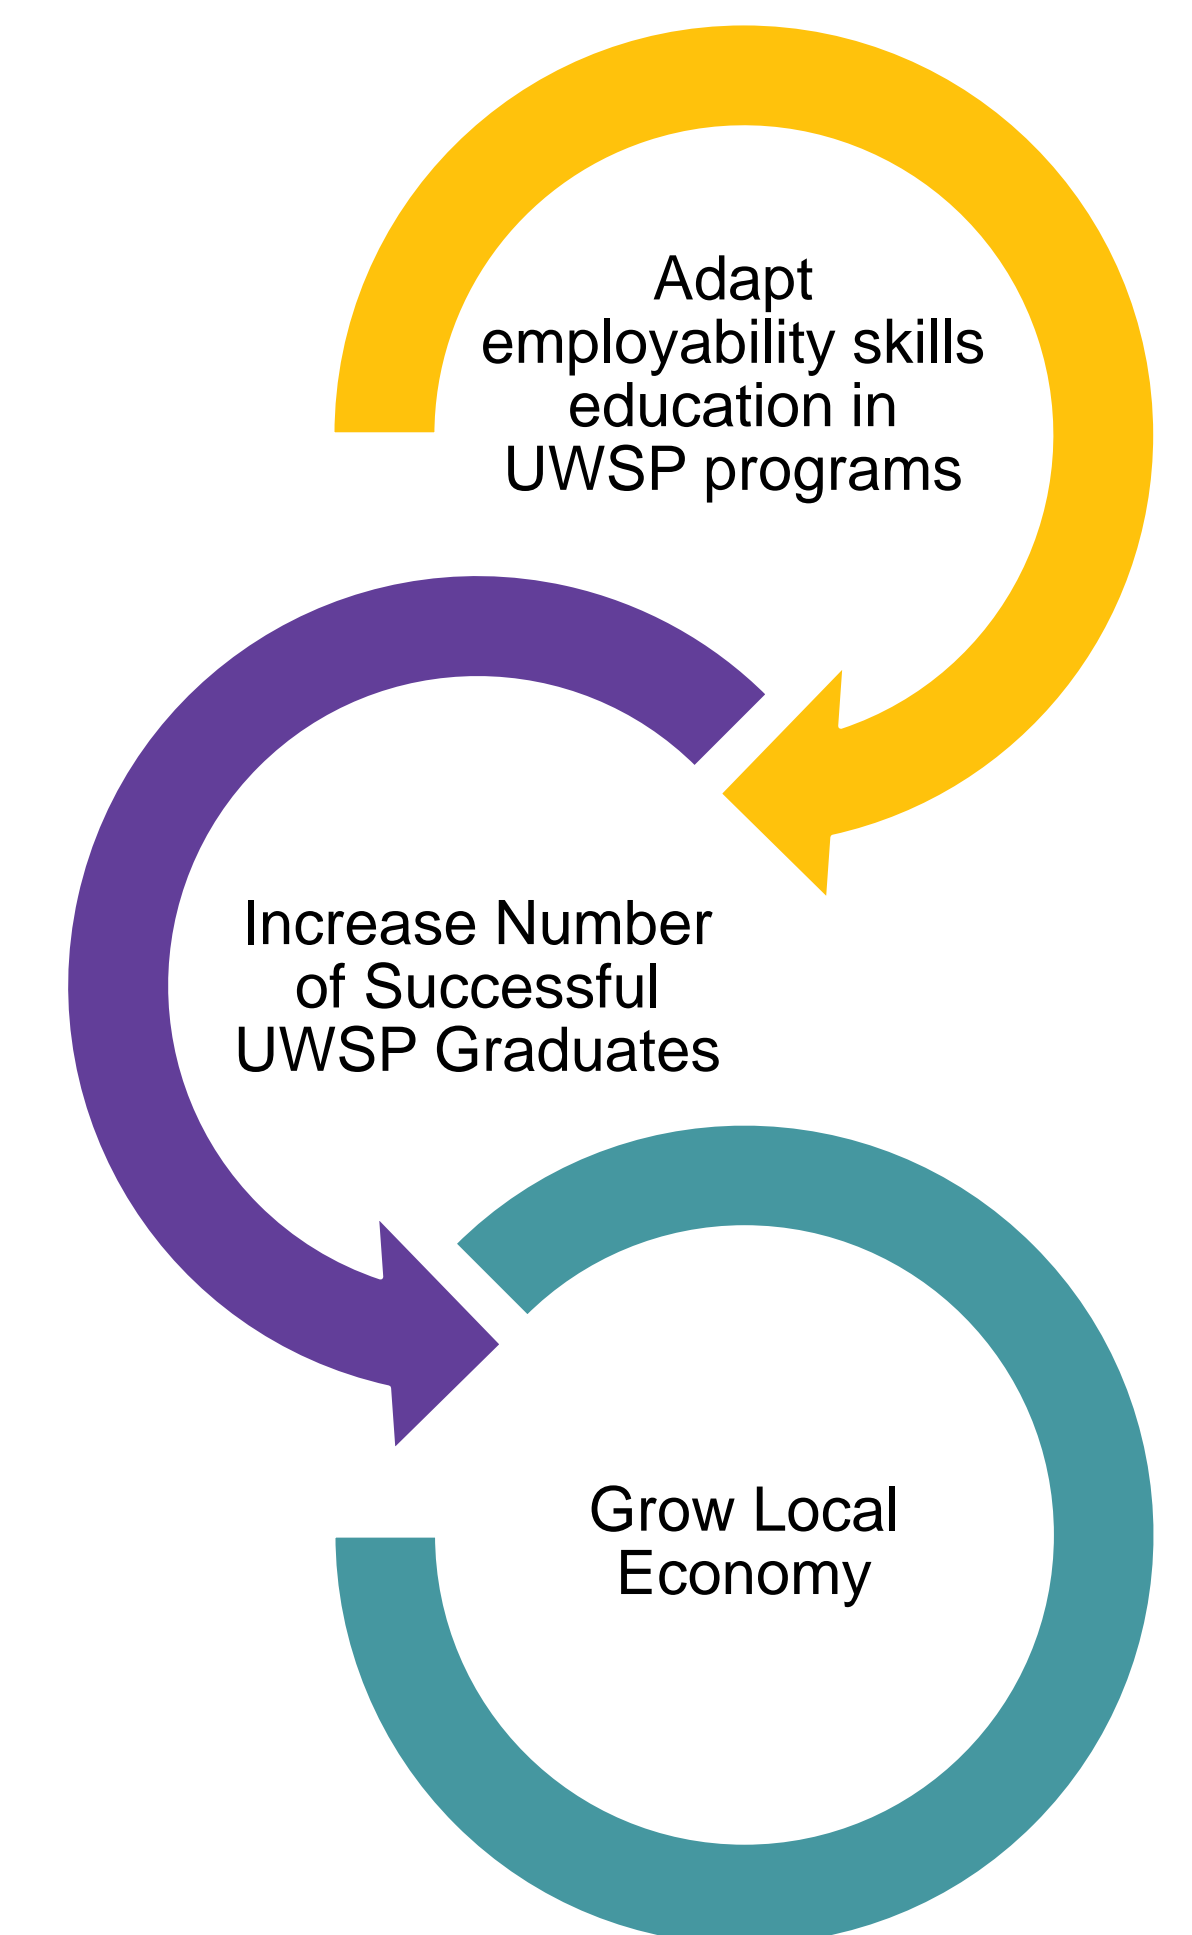 Adapt
employability skills
education in
UWSP programs
Increase Number
of Successful
UWSP Graduates
Grow Local
Economy